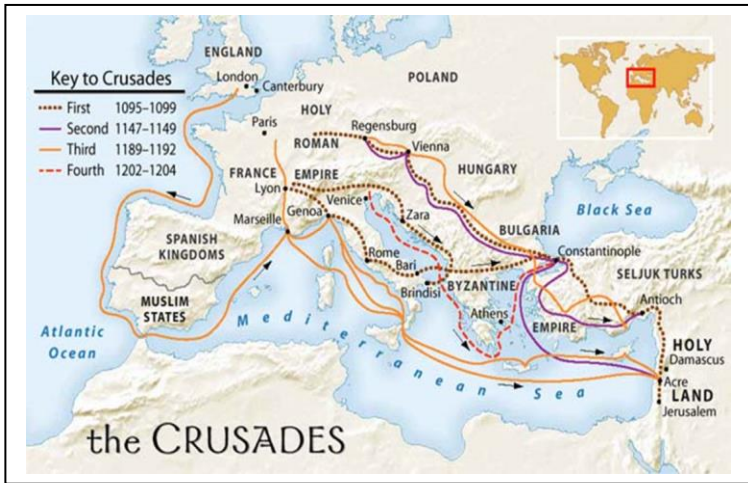 ENGLAND
London
Canterbury
POLAND
Key to Crusades
First 1095–1099
Second 1147–1149
Third 1189–1192
Fourth 1202–1204
Paris
HOLY
ROMAN
EMPIRE
Regensburg
Vienna
FRANCE
Lyon
HUNGARY
Venice
Genoa
Zara
Marseille
BULGARIA
Black Sea
SPANISH
KINGDOMS
Rome
Bari
Brindisi
Constantinople
SELJUK TURKS
MUSLIM
STATES
BYZANTINE
EMPIRE
Athens
Antioch
Atlantic
Ocean
Mediterranean Sea
HOLY
LAND
Damascus
Acre
Jerusalem
the CRUSADES